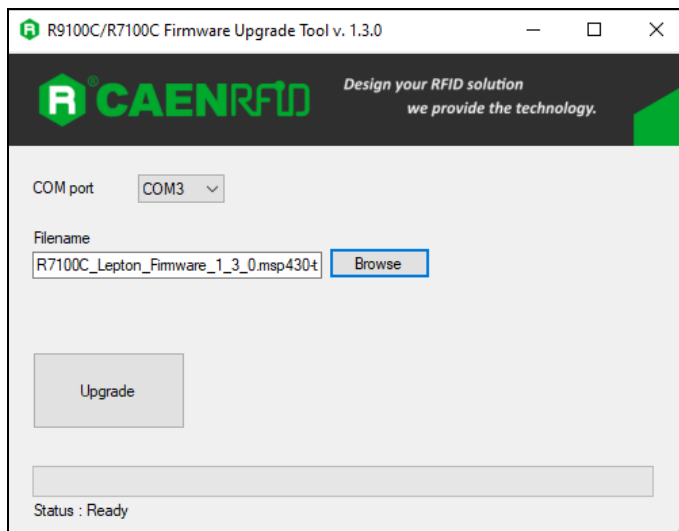 R9100C/R7100C Firmware Upgrade Tool v. 1.3.0
R®CAENRFID
Design your RFID solution
we provide the technology.
COM port
COM3
Filename
R7100C_Lepton_Firmware_1_3_0.msp430-t
Browse
Upgrade
Status : Ready